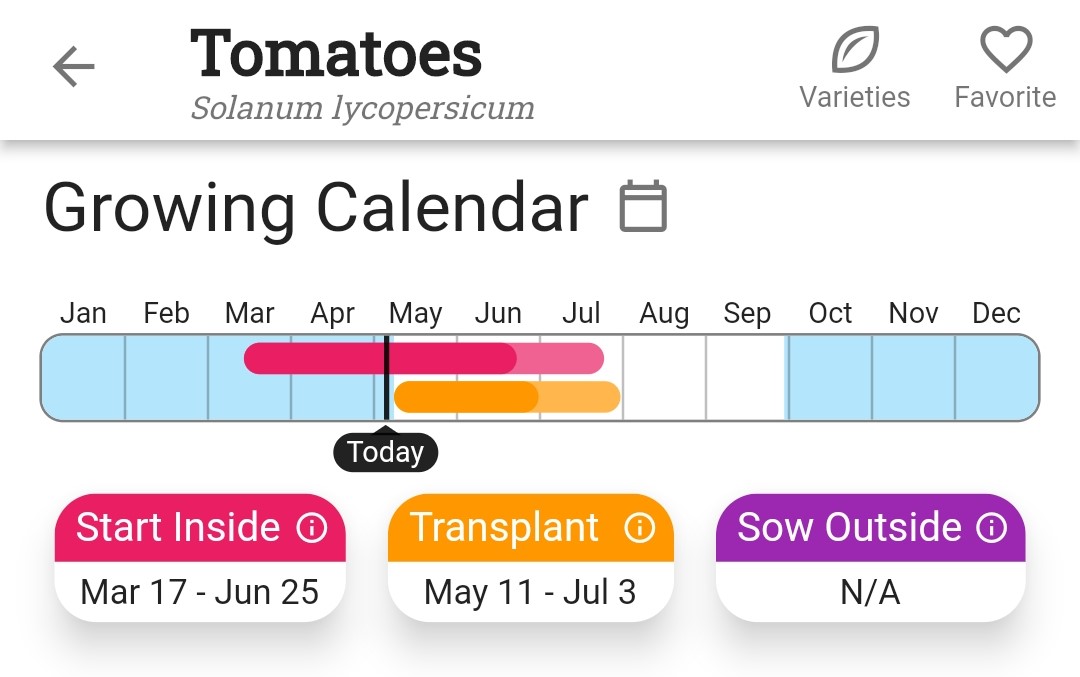 Tomatoes
Solanum lycopersicum
Varieties
Favorite
Growing Calendar
Jan Feb Mar Apr May Jun Jul Aug Sep Oct Nov Dec
Today
Start Inside
Mar 17 - Jun 25
Transplant
May 11 - Jul 3
Sow Outside
N/A